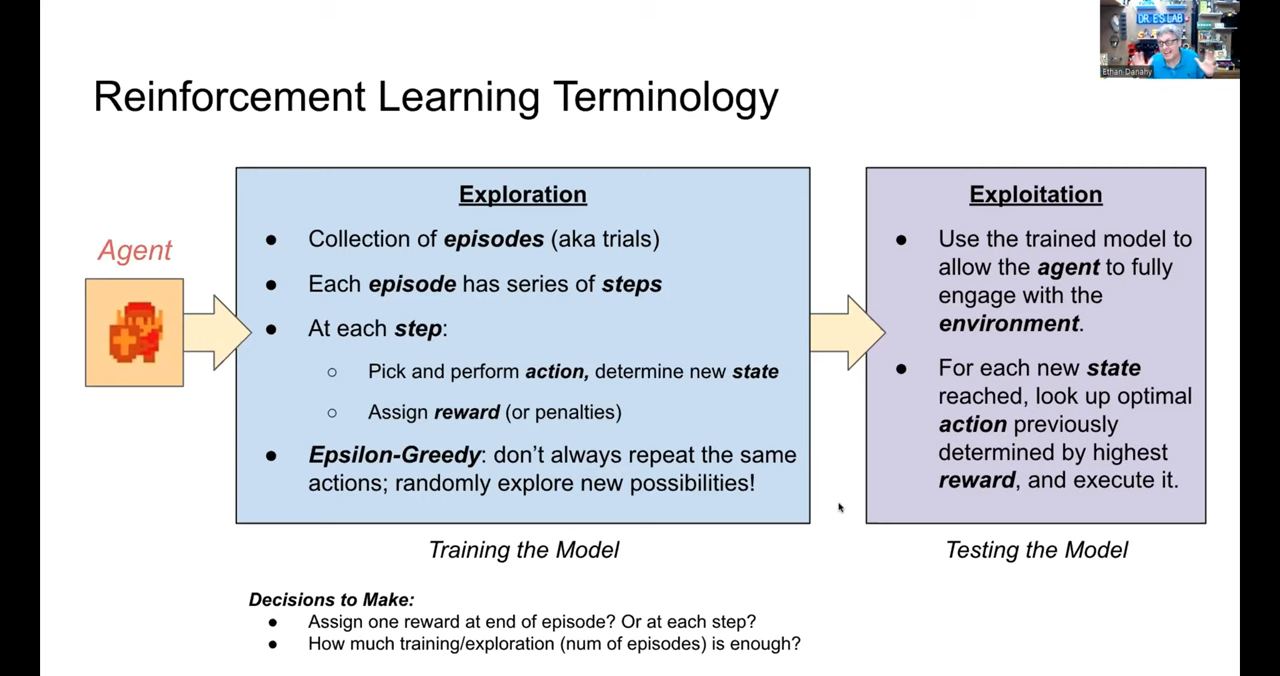 DR. E'S LAB
Ethan Danahy
Reinforcement Learning Terminology
Agent
Exploration
● Collection of episodes (aka trials)
● Each episode has series of steps
● At each step:
○ Pick and perform action, determine new state
○ Assign reward (or penalties)
● Epsilon-Greedy: don’t always repeat the same
actions; randomly explore new possibilities!
Training the Model
Exploitation
● Use the trained model to
allow the agent to fully
engage with the
environment.
● For each new state
reached, look up optimal
action previously
determined by highest
reward, and execute it.
Testing the Model
Decisions to Make:
● Assign one reward at end of episode? Or at each step?
● How much training/exploration (num of episodes) is enough?